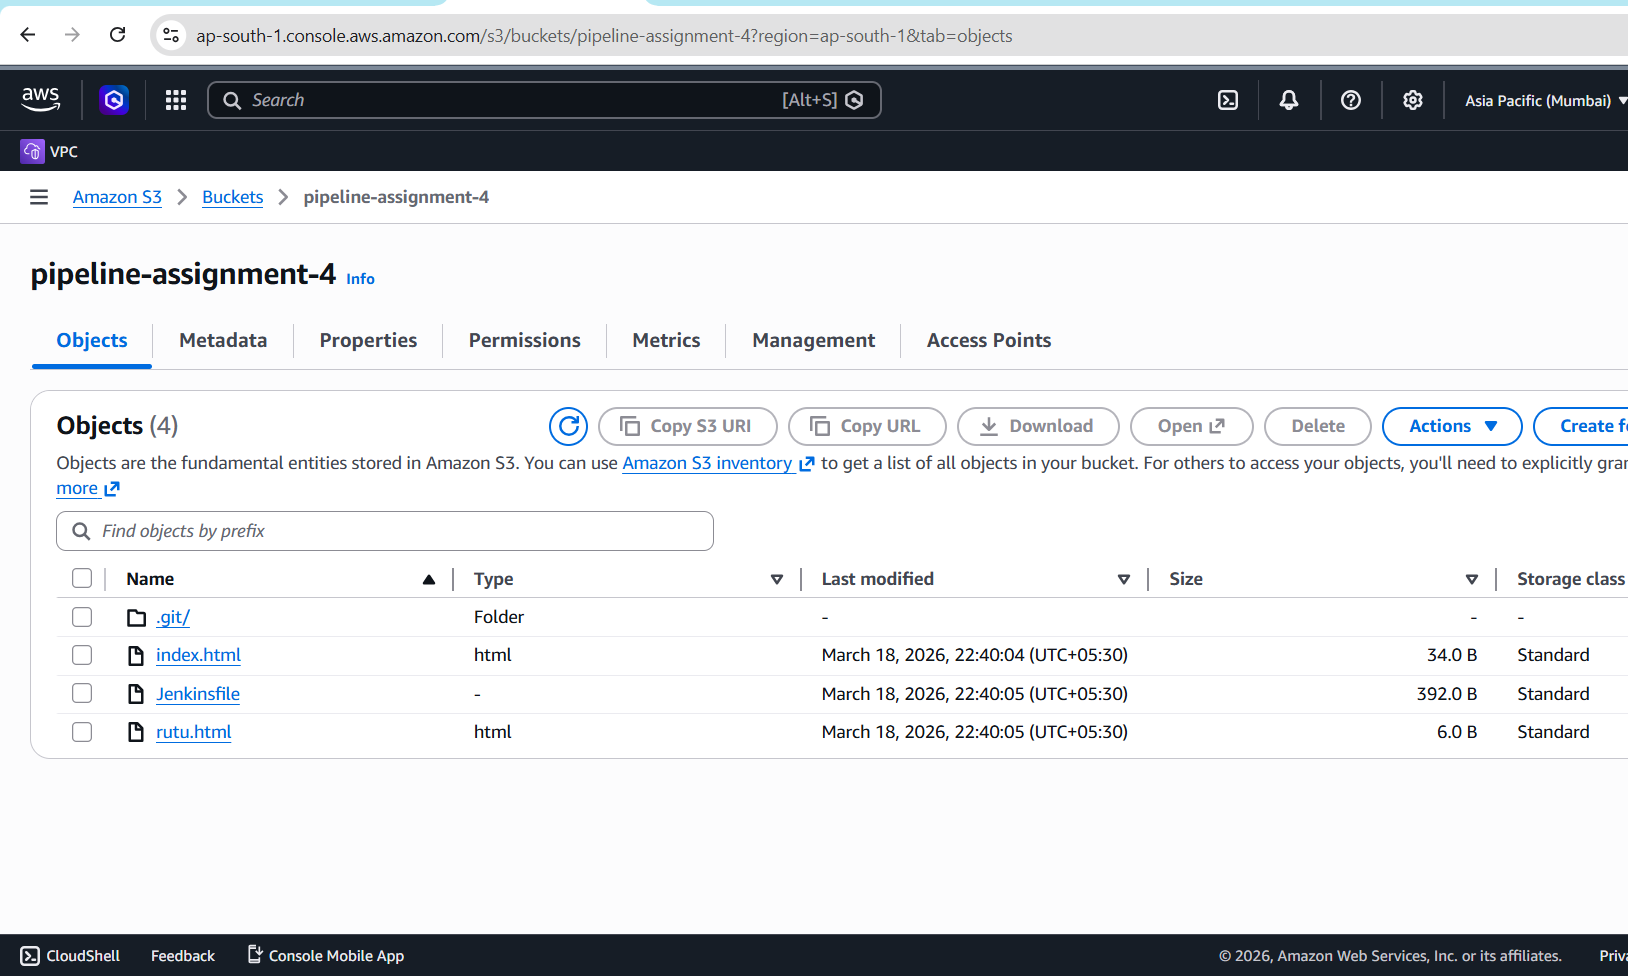 ap-south-1.console.aws.amazon.com/s3/buckets/pipeline-assignment-4?region=ap-south-1&tab=objects
aws Search [Alt+S] Asia Pacific (Mumbai)
VPC
Amazon S3 Buckets pipeline-assignment-4
pipeline-assignment-4 Info
Objects Metadata Properties Permissions Metrics Management Access Points
Objects (4) Copy S3 URI Copy URL Download Open Delete Actions Create
Objects are the fundamental entities stored in Amazon S3. You can use Amazon S3 inventory to get a list of all objects in your bucket. For others to access your objects, you'll need to explicitly
more
Find objects by prefix
Name Type Last modified Size Storage class
.git/ Folder - - -
index.html html March 18, 2026, 22:40:04 (UTC+05:30) 34.0 B Standard
Jenkinsfile - March 18, 2026, 22:40:05 (UTC+05:30) 392.0 B Standard
rutu.html html March 18, 2026, 22:40:05 (UTC+05:30) 6.0 B Standard
CloudShell Feedback Console Mobile App © 2026, Amazon Web Services, Inc. or its affiliates.